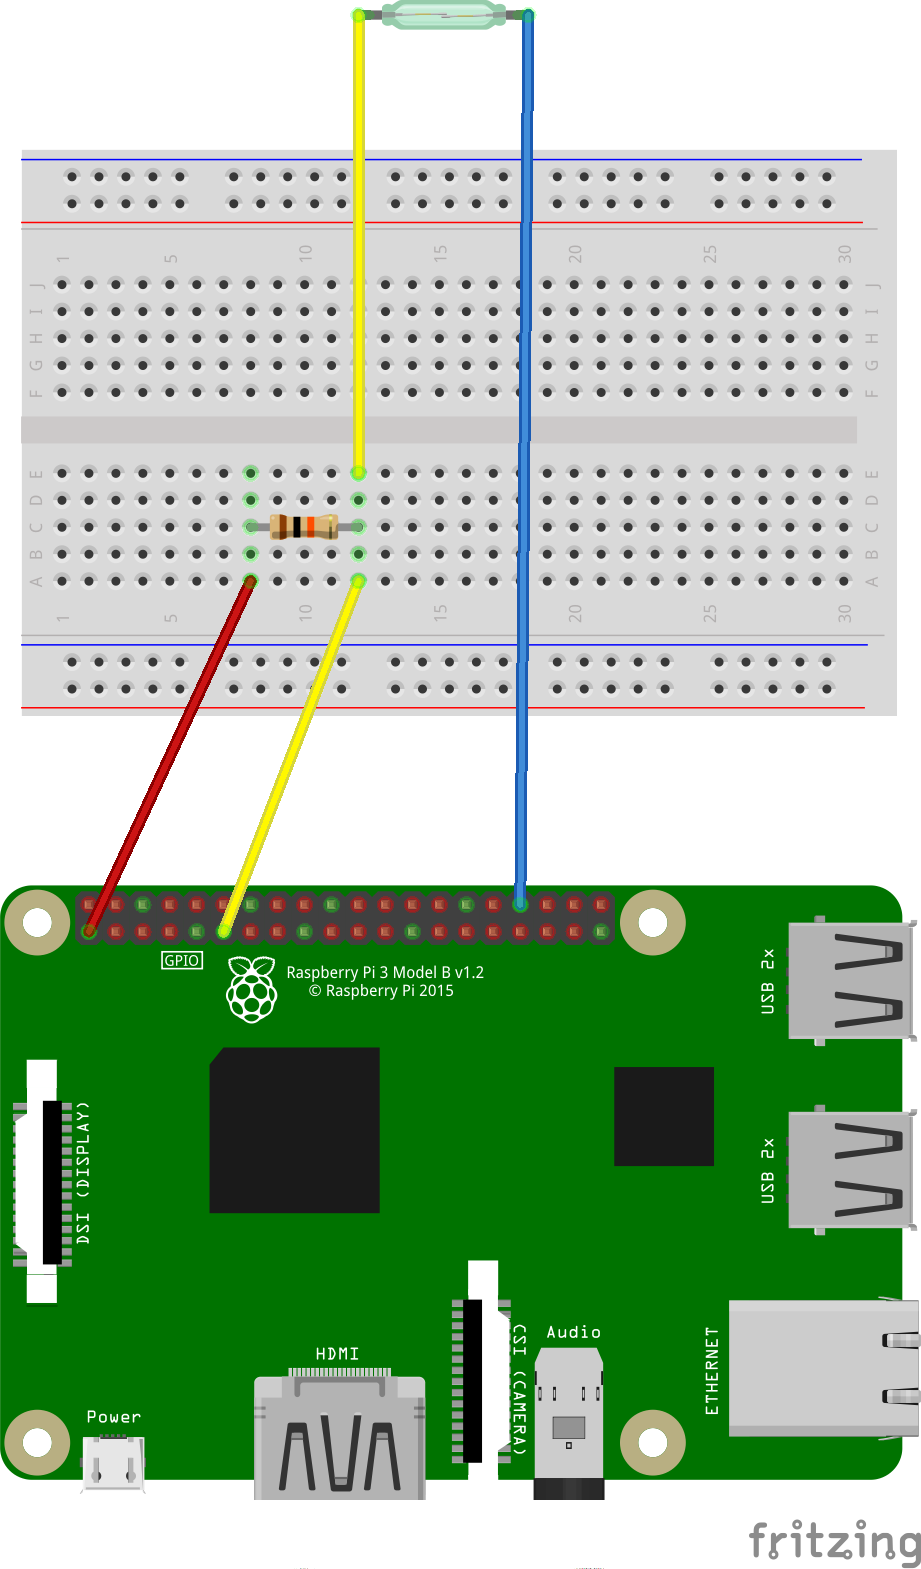 1 5 10 15 20 25 30
J J
I I
H H
G G
F F
E E
D D
C C
B B
A A
1 5 10 15 20 25 30
GPIO
Raspberry Pi 3 Model B v1.2
© Raspberry Pi 2015
USB 2x
DSI (DISPLAY)
USB 2x
CSI (CAMERA)
Audio
ETHERNET
HDMI
Power
fritzing